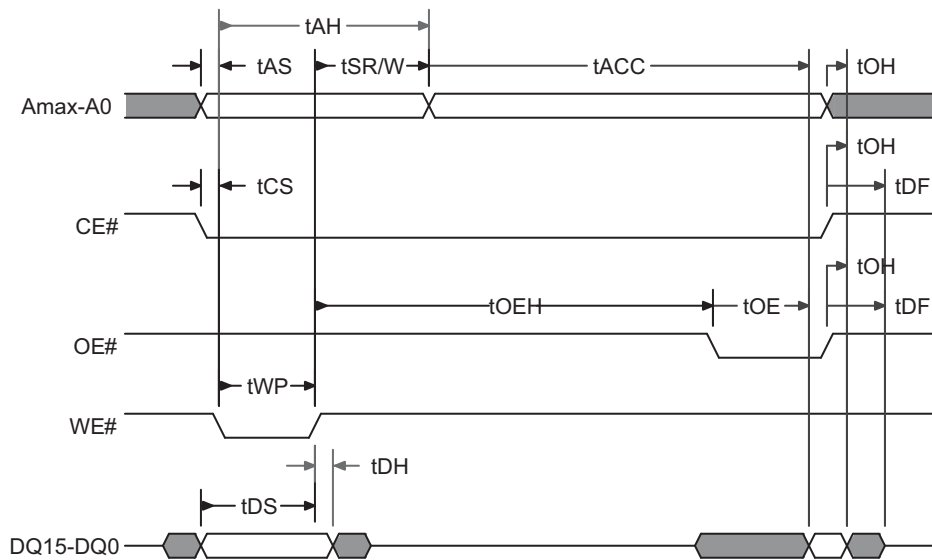 tAH
tAS tSR/W tACC tOH
Amax-A0
tOH
tCS tDF
CE#
tOH
tOEH tOE tDF
OE#
tWP
WE#
tDH
tDS
DQ15-DQ0